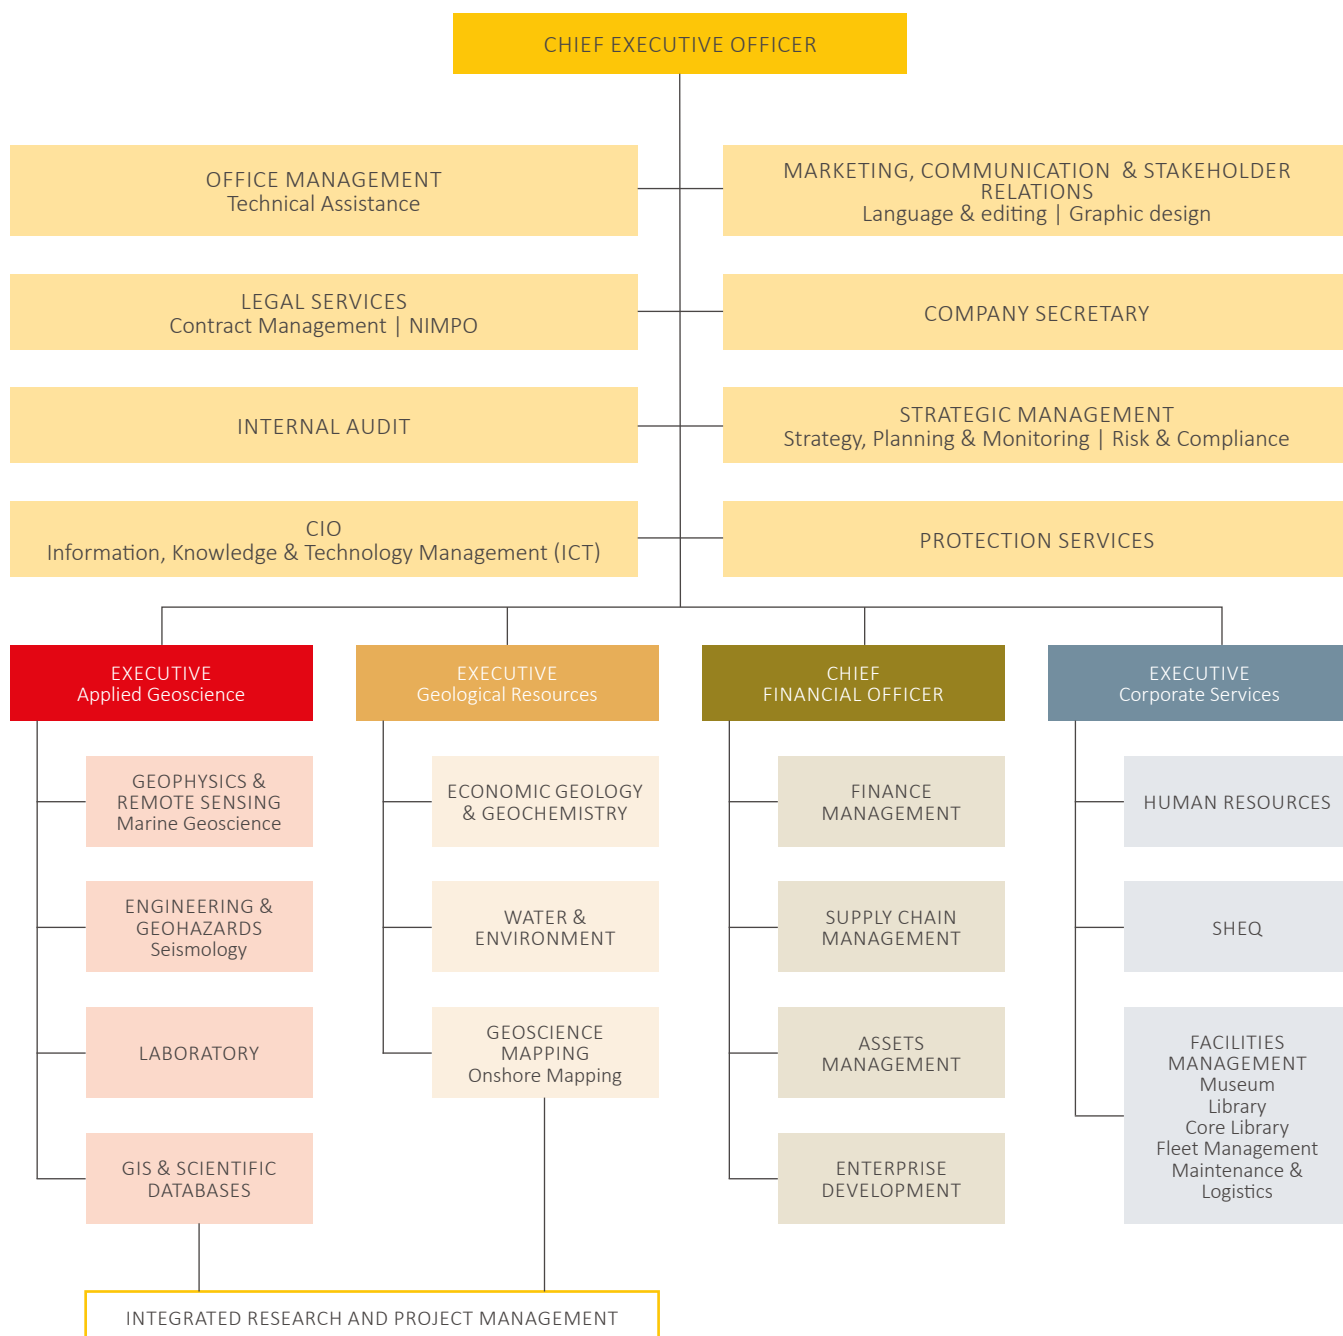 CHIEF EXECUTIVE OFFICER
OFFICE MANAGEMENT
Technical Assistance
MARKETING, COMMUNICATION & STAKEHOLDER
RELATIONS
Language & editing | Graphic design
LEGAL SERVICES
Contract Management | NIMPO
COMPANY SECRETARY
INTERNAL AUDIT
STRATEGIC MANAGEMENT
Strategy, Planning & Monitoring | Risk & Compliance
CIO
Information, Knowledge & Technology Management (ICT)
PROTECTION SERVICES
EXECUTIVE
Applied Geoscience
GEOPHYSICS &
REMOTE SENSING
Marine Geoscience
ENGINEERING &
GEOHAZARDS
Seismology
LABORATORY
GIS & SCIENTIFIC
DATABASES
EXECUTIVE
Geological Resources
ECONOMIC GEOLOGY
& GEOCHEMISTRY
WATER &
ENVIRONMENT
GEOSCIENCE
MAPPING
Onshore Mapping
CHIEF
FINANCIAL OFFICER
FINANCE
MANAGEMENT
SUPPLY CHAIN
MANAGEMENT
ASSETS
MANAGEMENT
ENTERPRISE
DEVELOPMENT
EXECUTIVE
Corporate Services
HUMAN RESOURCES
SHEQ
FACILITIES
MANAGEMENT
Museum
Library
Core Library
Fleet Management
Maintenance &
Logistics
INTEGRATED RESEARCH AND PROJECT MANAGEMENT